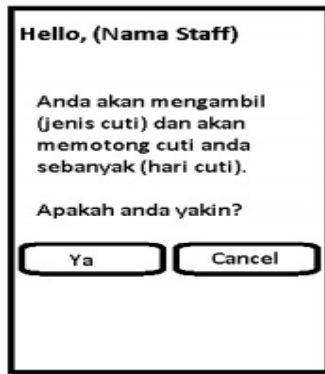 Hello, (Nama Staff)
Anda akan mengambil
(jenis cuti) dan akan
memotong cuti anda
sebanyak (hari cuti).
Apakah anda yakin?
Ya
Cancel